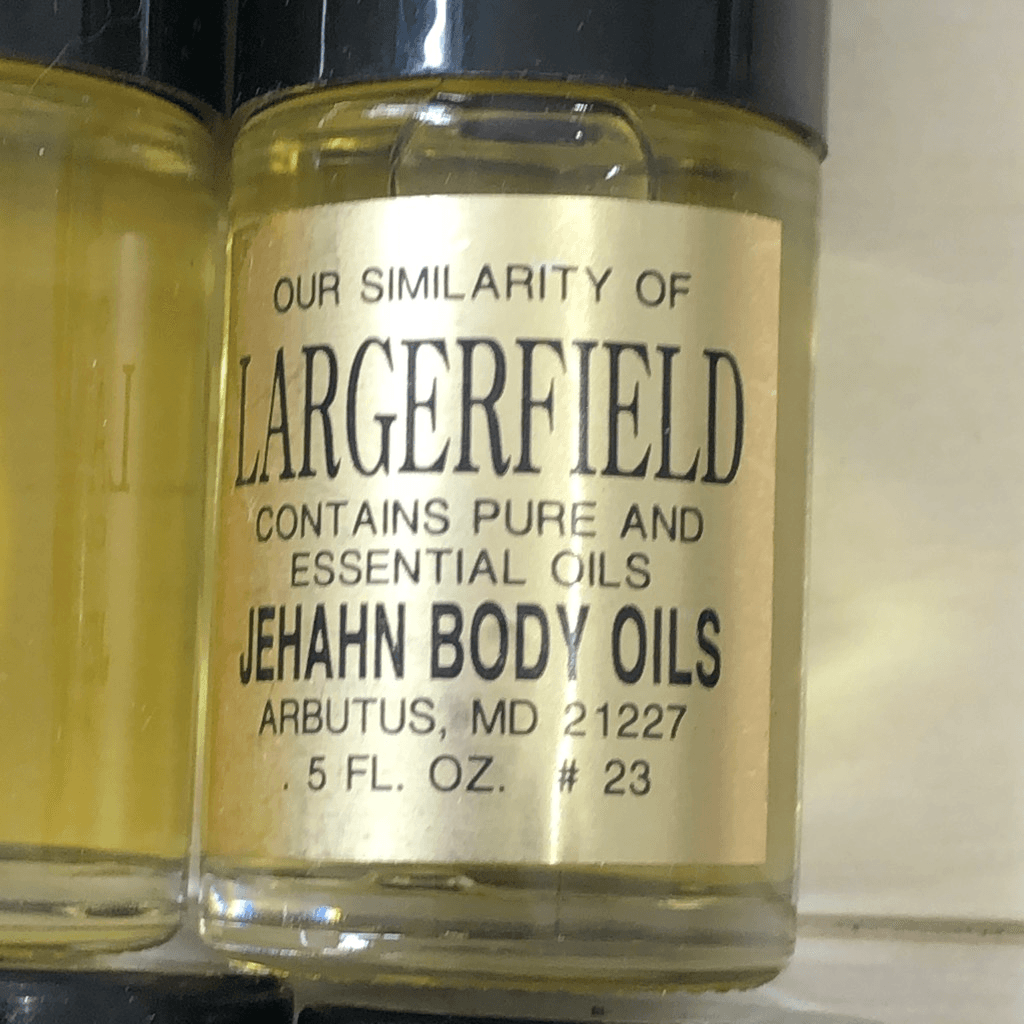 OUR SIMILARITY OF
LARGERFIELD
CONTAINS PURE AND
ESSENTIAL OILS
JEHAHN BODY OILS
ARBUTUS, MD 21227
.5 FL. OZ. # 23